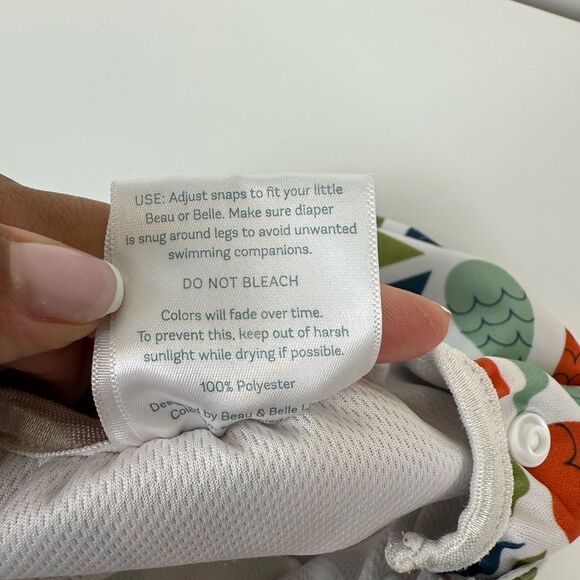 USE: Adjust snaps to fit your little
Beau or Belle. Make sure diaper
is snug around legs to avoid unwanted
swimming companions.
DO NOT BLEACH
Colors will fade over time.
To prevent this, keep out of harsh
sunlight while drying if possible.
100% Polyester
by Beau & Belle